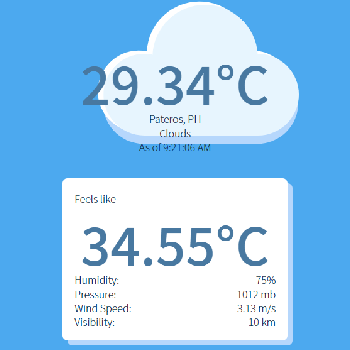 29.34°C
Pateros, PH
Clouds
As of 9:21:06 AM
Feels like
34.55°C
Humidity: 75%
Pressure: 1012 mb
Wind Speed: 3.13 m/s
Visibility: 10 km